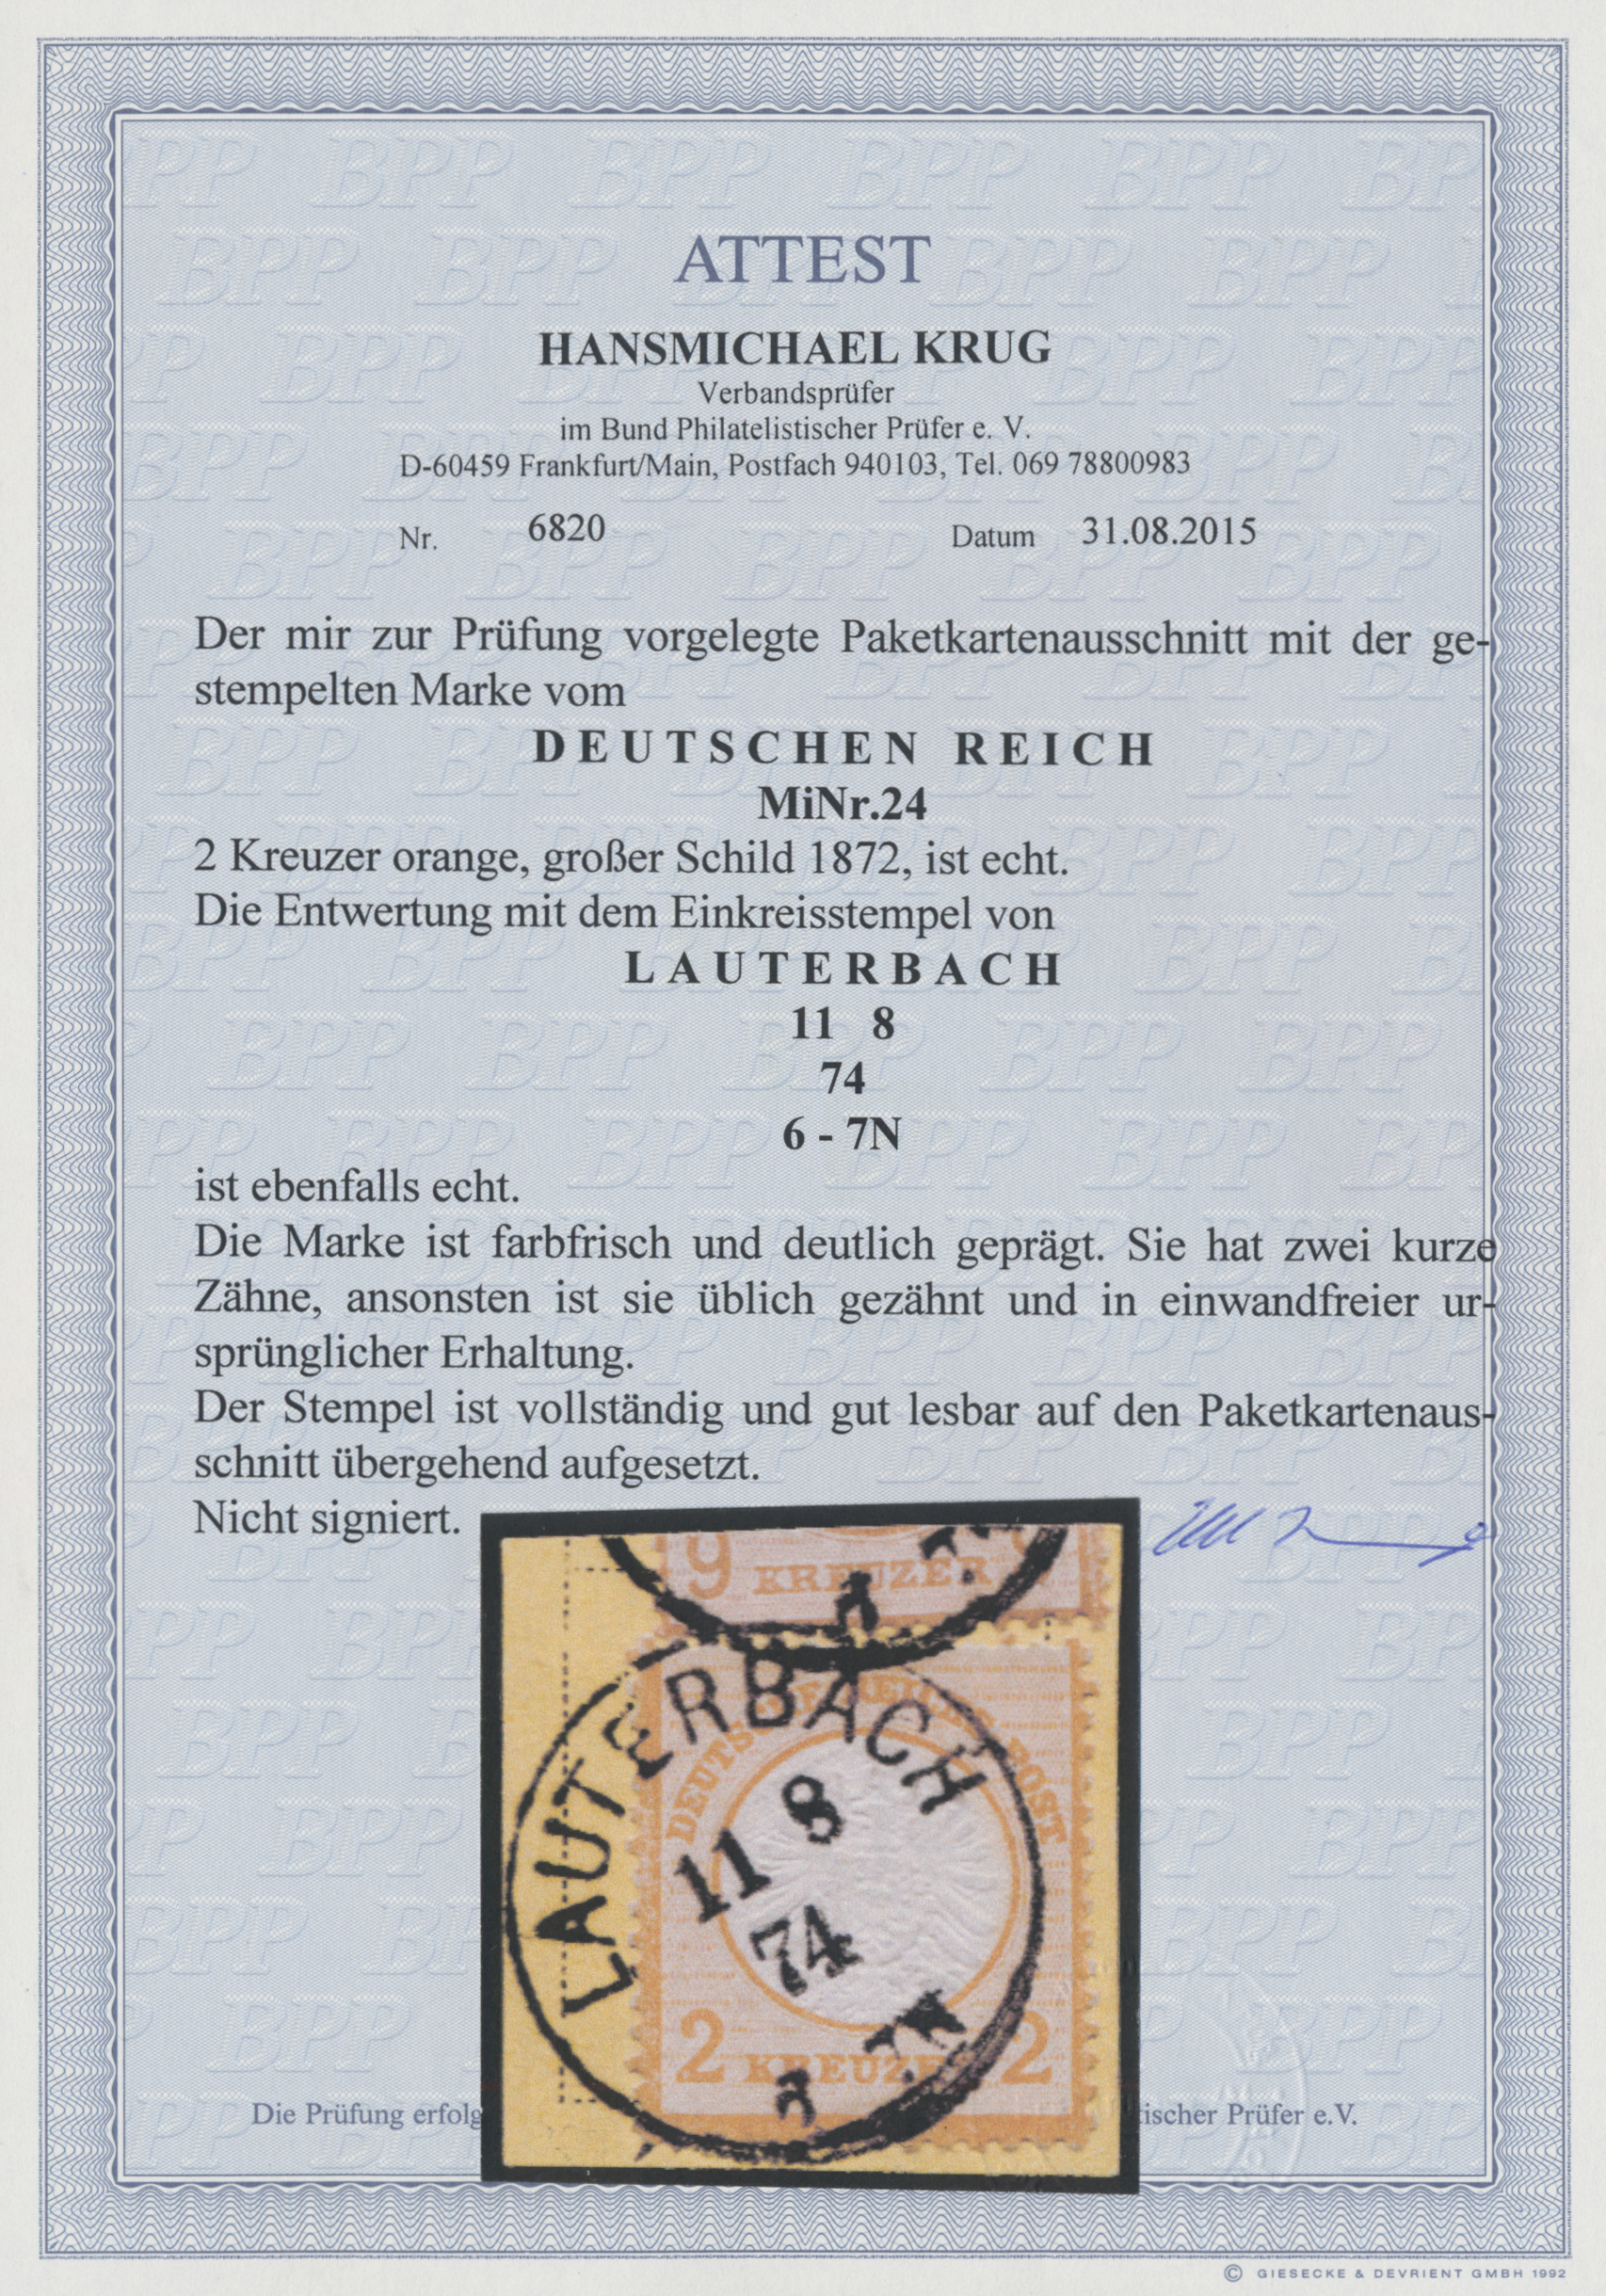 ATTEST
HANSMICHAEL KRUG
Verbandsprüfer
im Bund Philatelistischer Prüfer e. V.
D-60459 Frankfurt/Main, Postfach 940103, Tel. 069 78800983
Nr. 6820 Datum 31.08.2015
Der mir zur Prüfung vorgelegte Paketkartenausschnitt mit der ge-
stempelten Marke vom
DEUTSCHEN REICH
MiNr.24
2 Kreuzer orange, großer Schild 1872, ist echt.
Die Entwertung mit dem Einkreisstempel von
LAUTERBACH
11 8
74
6 - 7N
ist ebenfalls echt.
Die Marke ist farbfrisch und deutlich geprägt. Sie hat zwei kurze
Zähne, ansonsten ist sie üblich gezähnt und in einwandfreier ur-
sprünglicher Erhaltung.
Der Stempel ist vollständig und gut lesbar auf den Paketkartenaus-
schnitt übergehend aufgesetzt.
Nicht signiert.
9 KREUZER
LAUTERBACH
11 8
74
POST
2 KREUZER 2
Die Prüfung erfolg
tischer Prüfer e.V.
© GIESECKE & DEVRIENT GMBH 1992